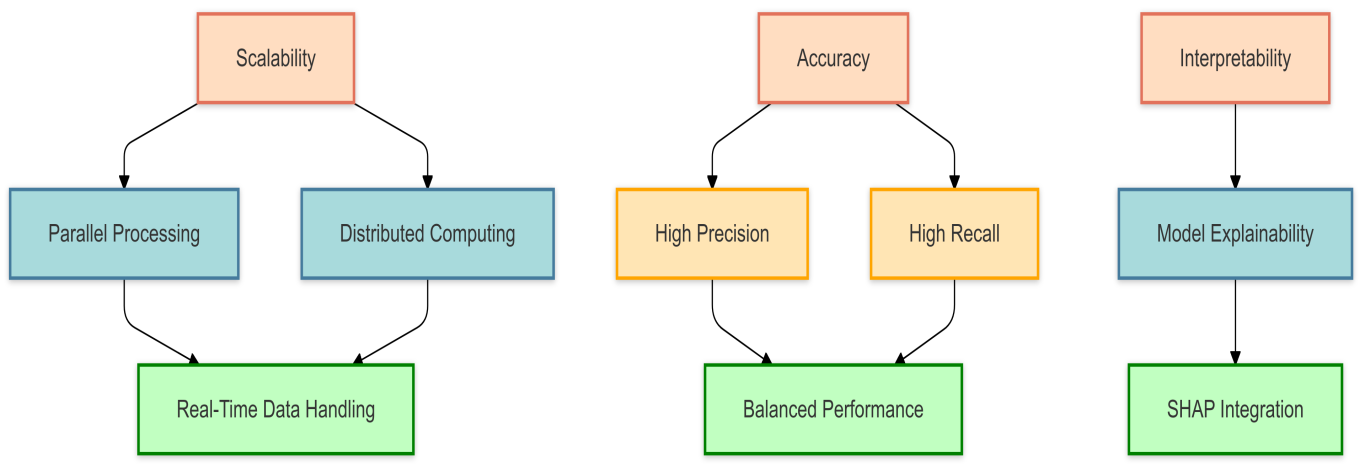 Scalability
Accuracy
Interpretability
Parallel Processing
Distributed Computing
High Precision
High Recall
Model Explainability
Real-Time Data Handling
Balanced Performance
SHAP Integration